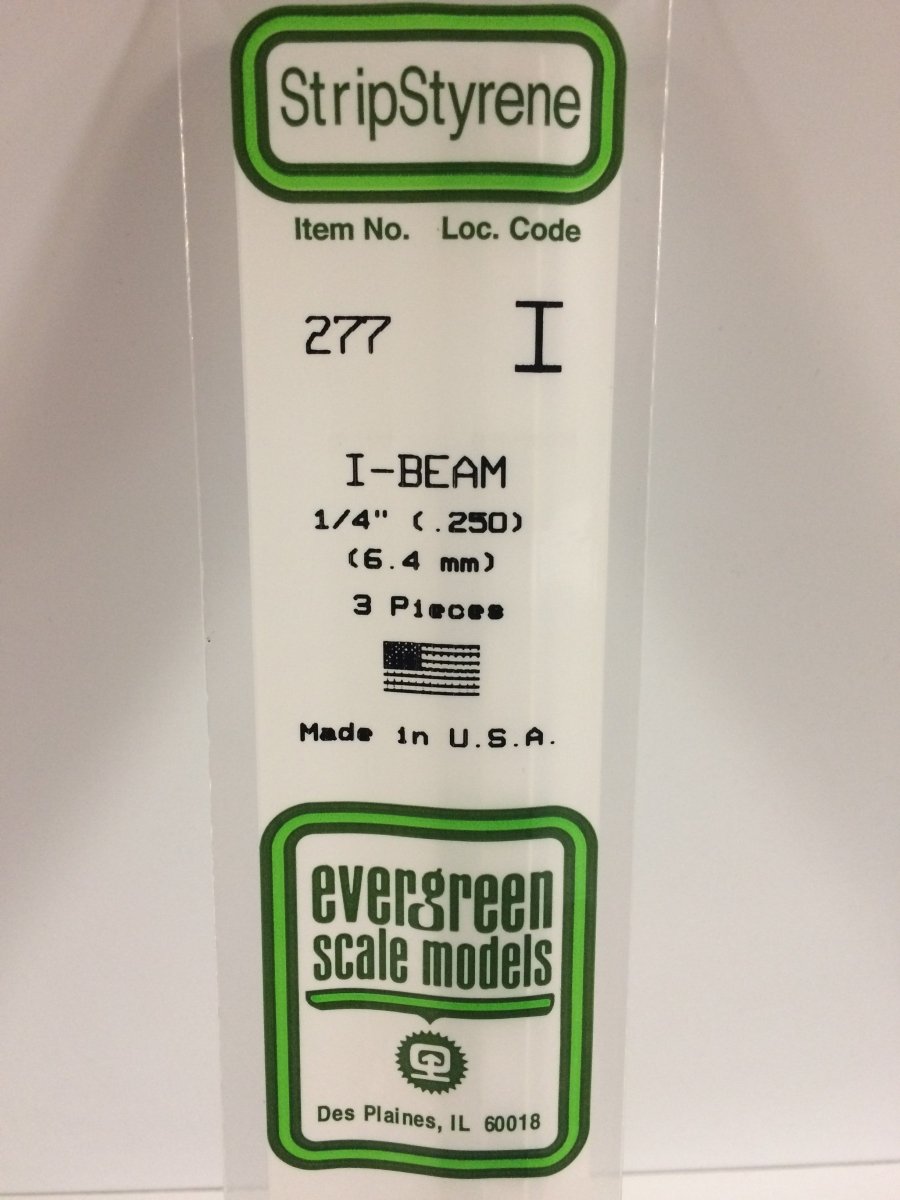 StripStyrene
Item No. Loc. Code
277 I
I-BEAM
1/4" (.250)
(6.4 mm)
3 Pieces
Made in U.S.A.
evergreen
scale models
Des Plaines, IL 60018